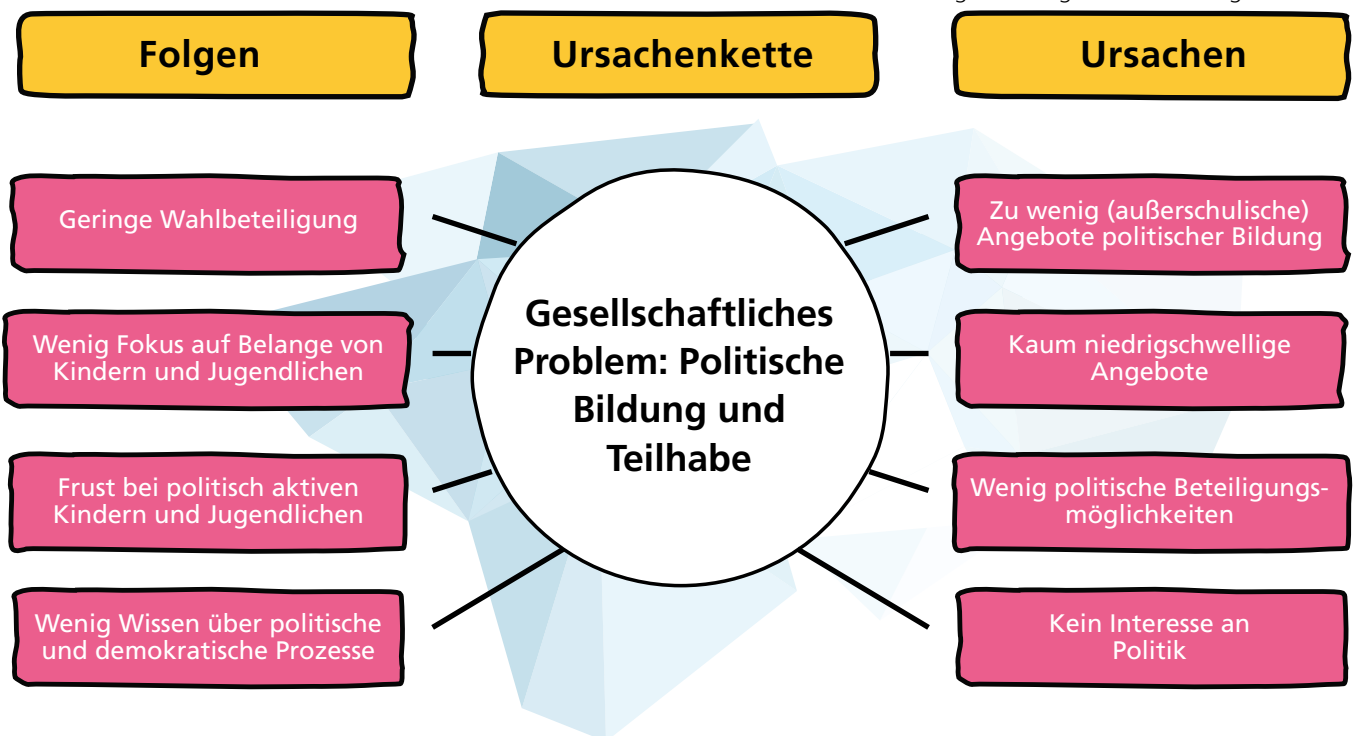 Folgen
Ursachenkette
Ursachen
Geringe Wahlbeteiligung
Wenig Fokus auf Belange von
Kindern und Jugendlichen
Frust bei politisch aktiven
Kindern und Jugendlichen
Wenig Wissen über politische
und demokratische Prozesse
Gesellschaftliches
Problem: Politische
Bildung und
Teilhabe
Zu wenig (außerschulische)
Angebote politischer Bildung
Kaum niedrigschwellige
Angebote
Wenig politische Beteiligungs-
möglichkeiten
Kein Interesse an
Politik